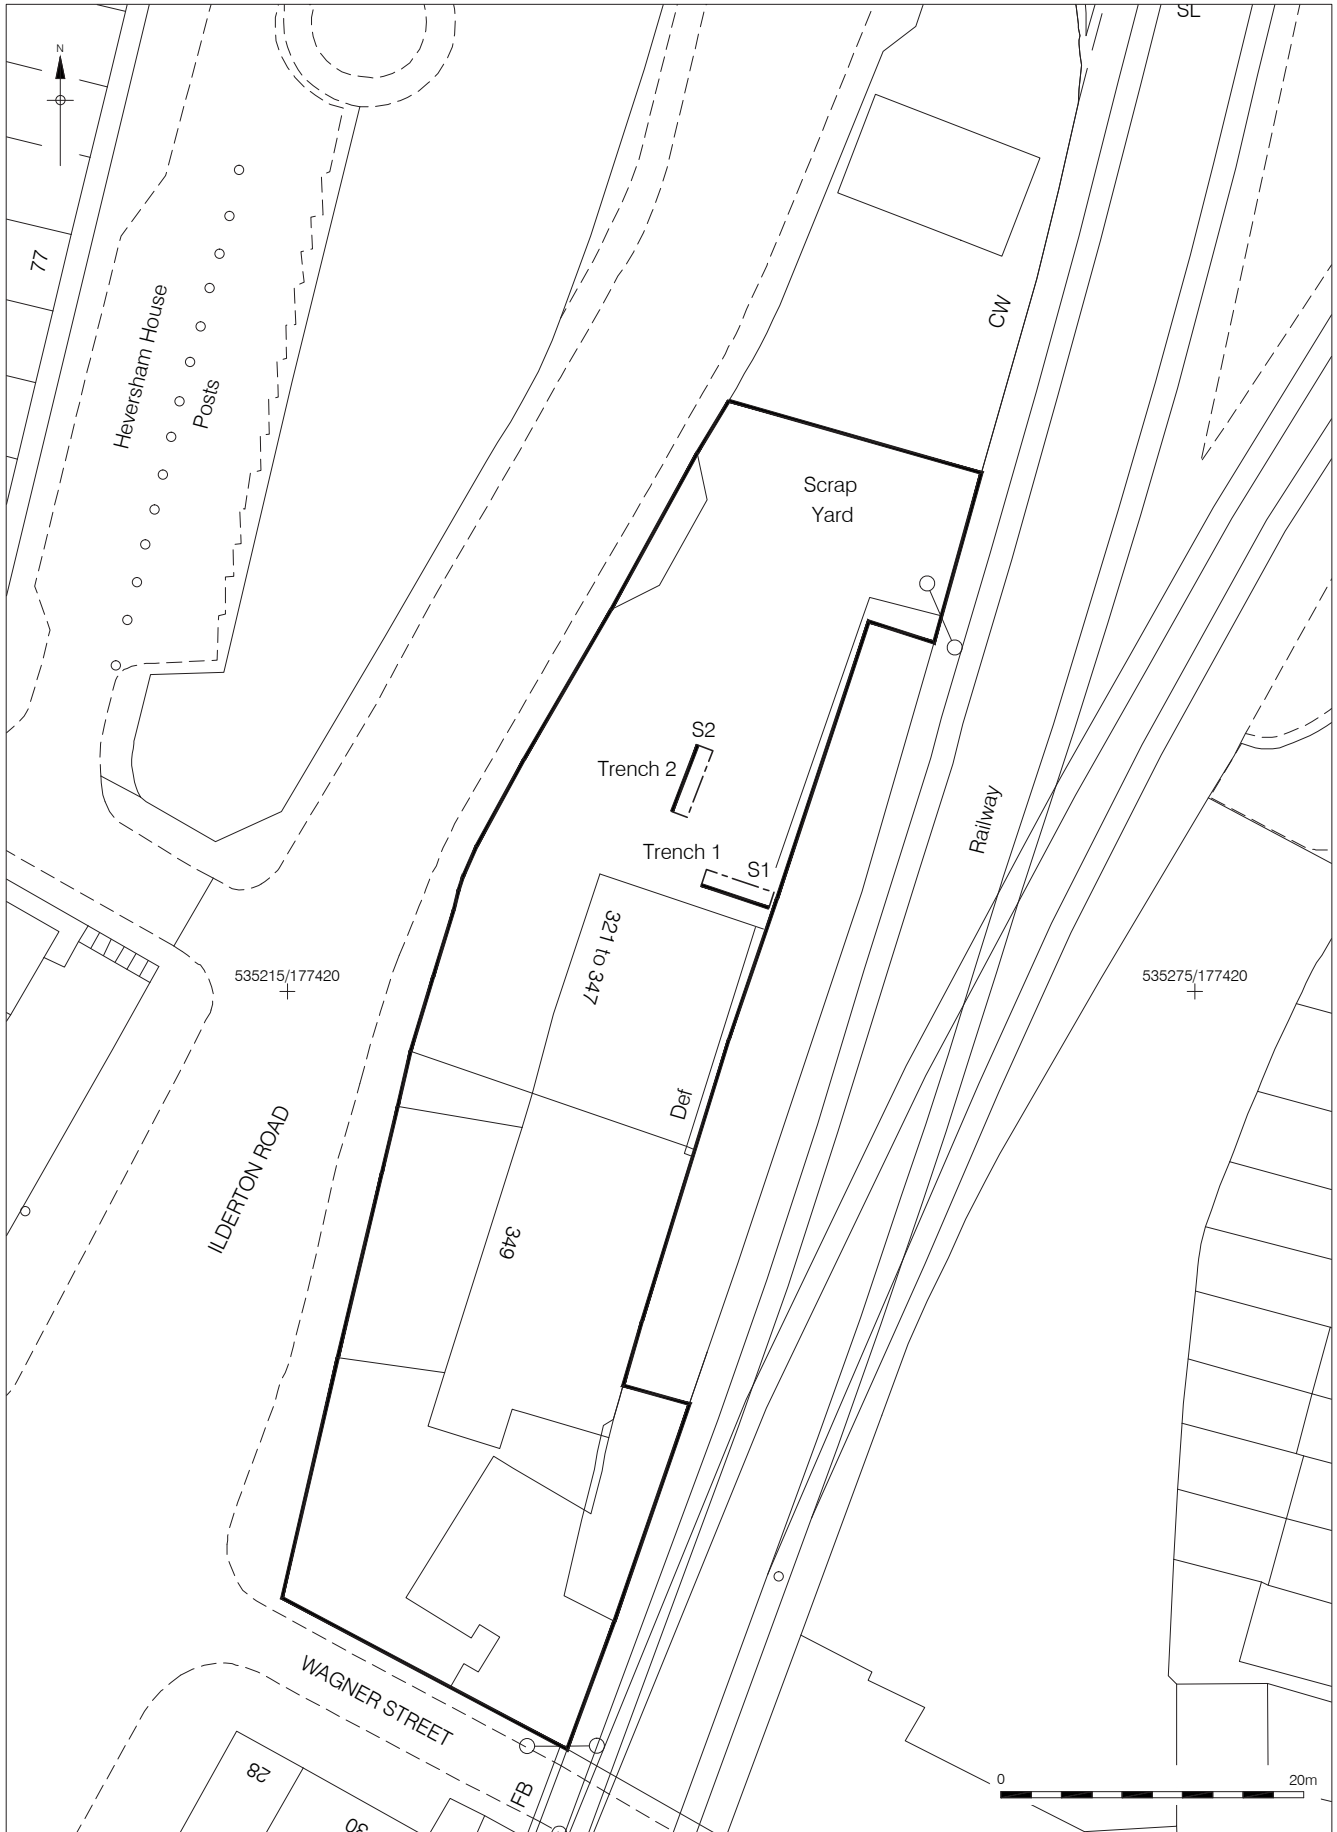 SL
N
77
Heversham House
Posts
CW
Scrap
Yard
S2
Trench 2
Trench 1
S1
Railway
321 to 347
535215/177420
535275/177420
Def
ILDERTON ROAD
349
WAGNER STREET
28
30
FB
0 20m